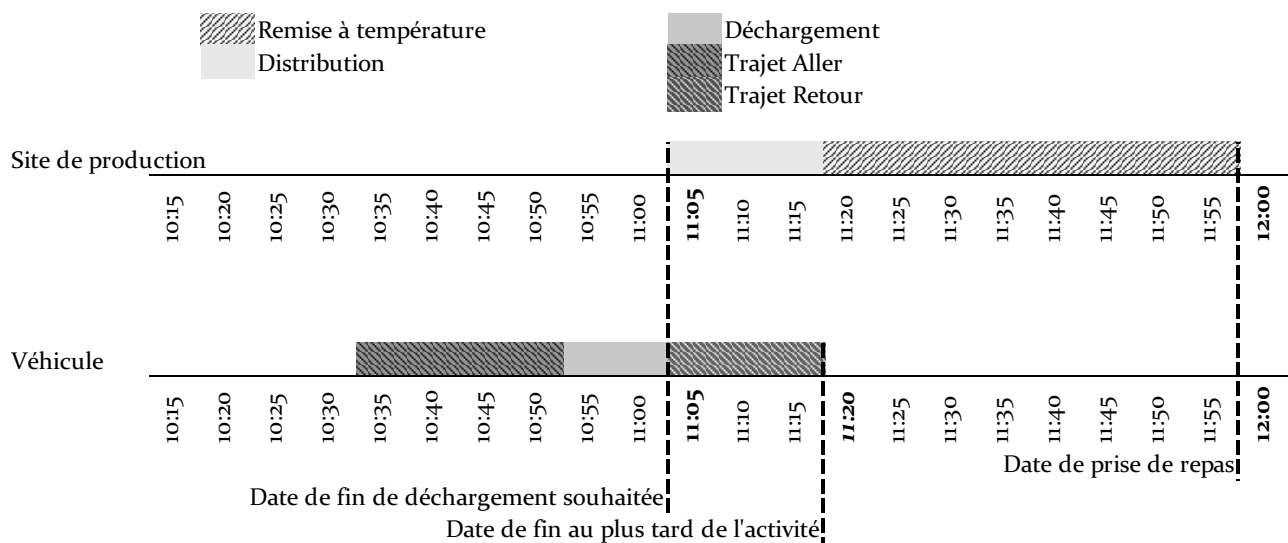 Remise à température
Distribution
Déchargement
Trajet Aller
Trajet Retour
Site de production
10:15 10:20 10:25 10:30 10:35 10:40 10:45 10:50 10:55 11:00 11:05 11:10 11:15 11:20 11:25 11:30 11:35 11:40 11:45 11:50 11:55 12:00
Véhicule
10:15 10:20 10:25 10:30 10:35 10:40 10:45 10:50 10:55 11:00 11:05 11:10 11:15 11:20 11:25 11:30 11:35 11:40 11:45 11:50 11:55 12:00
Date de prise de repas
Date de fin de déchargement souhaitée
Date de fin au plus tard de l'activité